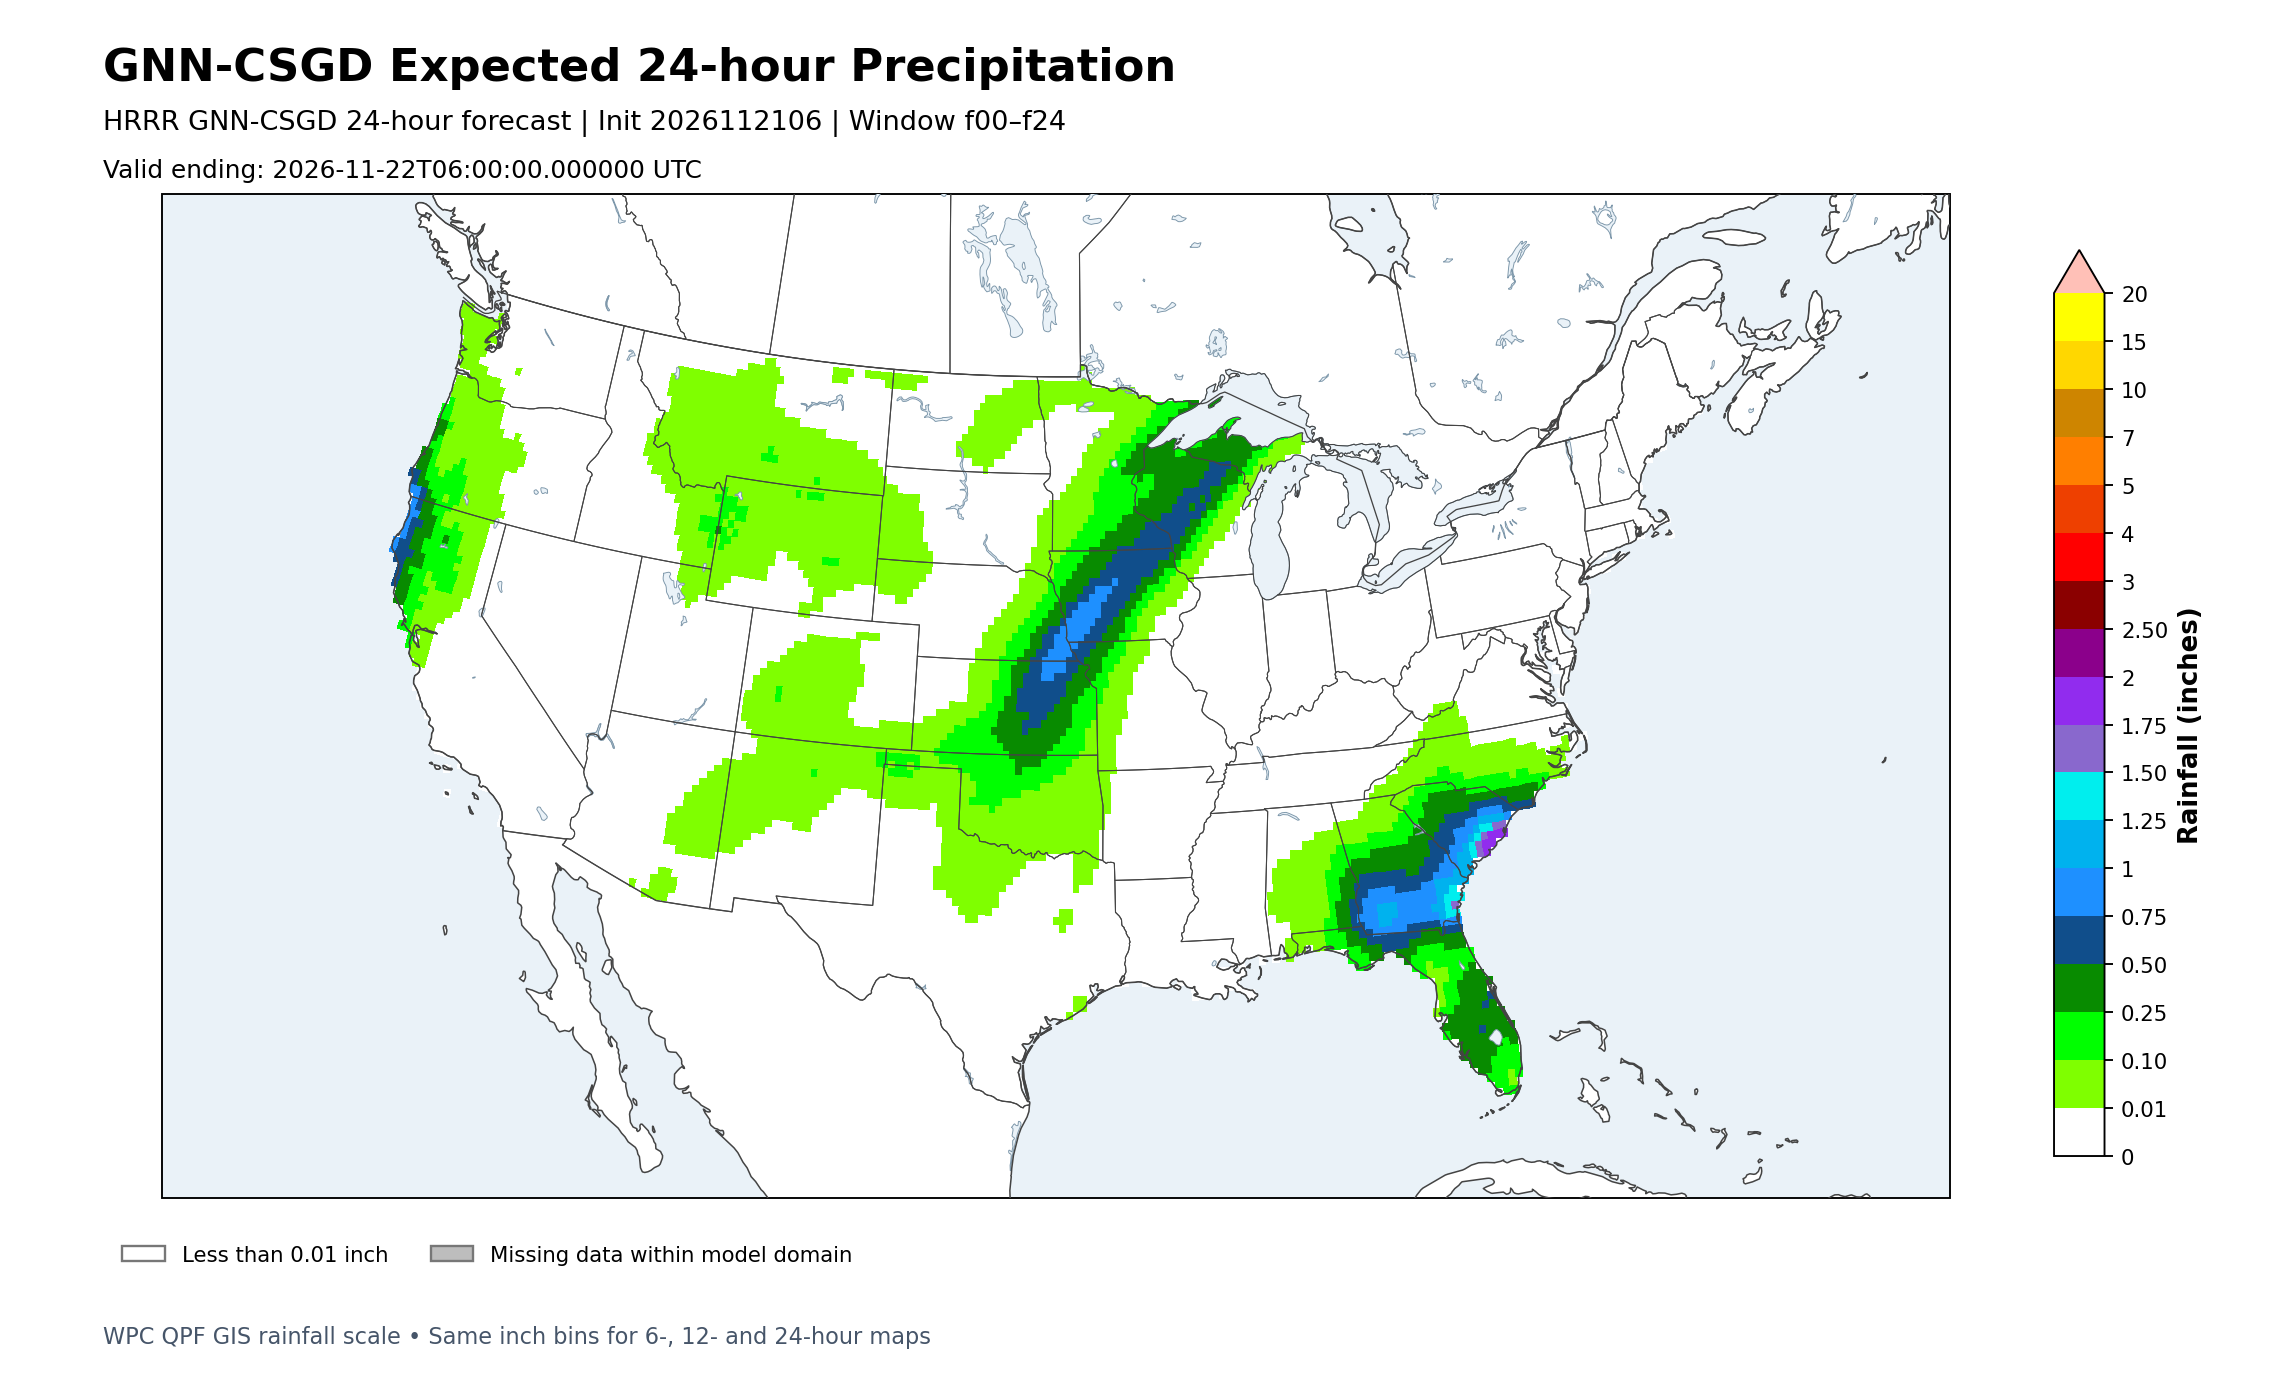 GNN-CSGD Expected 24-hour Precipitation
HRRR GNN-CSGD 24-hour forecast | Init 2026112106 | Window f00–f24
Valid ending: 2026-11-22T06:00:00.000000 UTC
20
15
10
7
5
4
3
2.50
2
1.75
1.50
1.25
1
0.75
0.50
0.25
0.10
0.01
0
Rainfall (inches)
Less than 0.01 inch
Missing data within model domain
WPC QPF GIS rainfall scale • Same inch bins for 6-, 12- and 24-hour maps